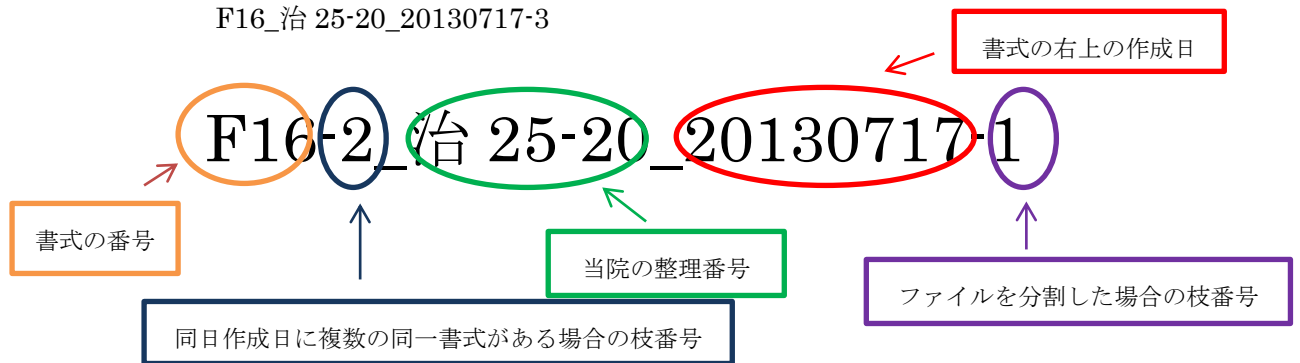 F16_治 25-20_20130717-3
書式の右上の作成日
F16-2_治 25-20_20130717-1
書式の番号
当院の整理番号
ファイルを分割した場合の枝番号
同日作成日に複数の同一書式がある場合の枝番号